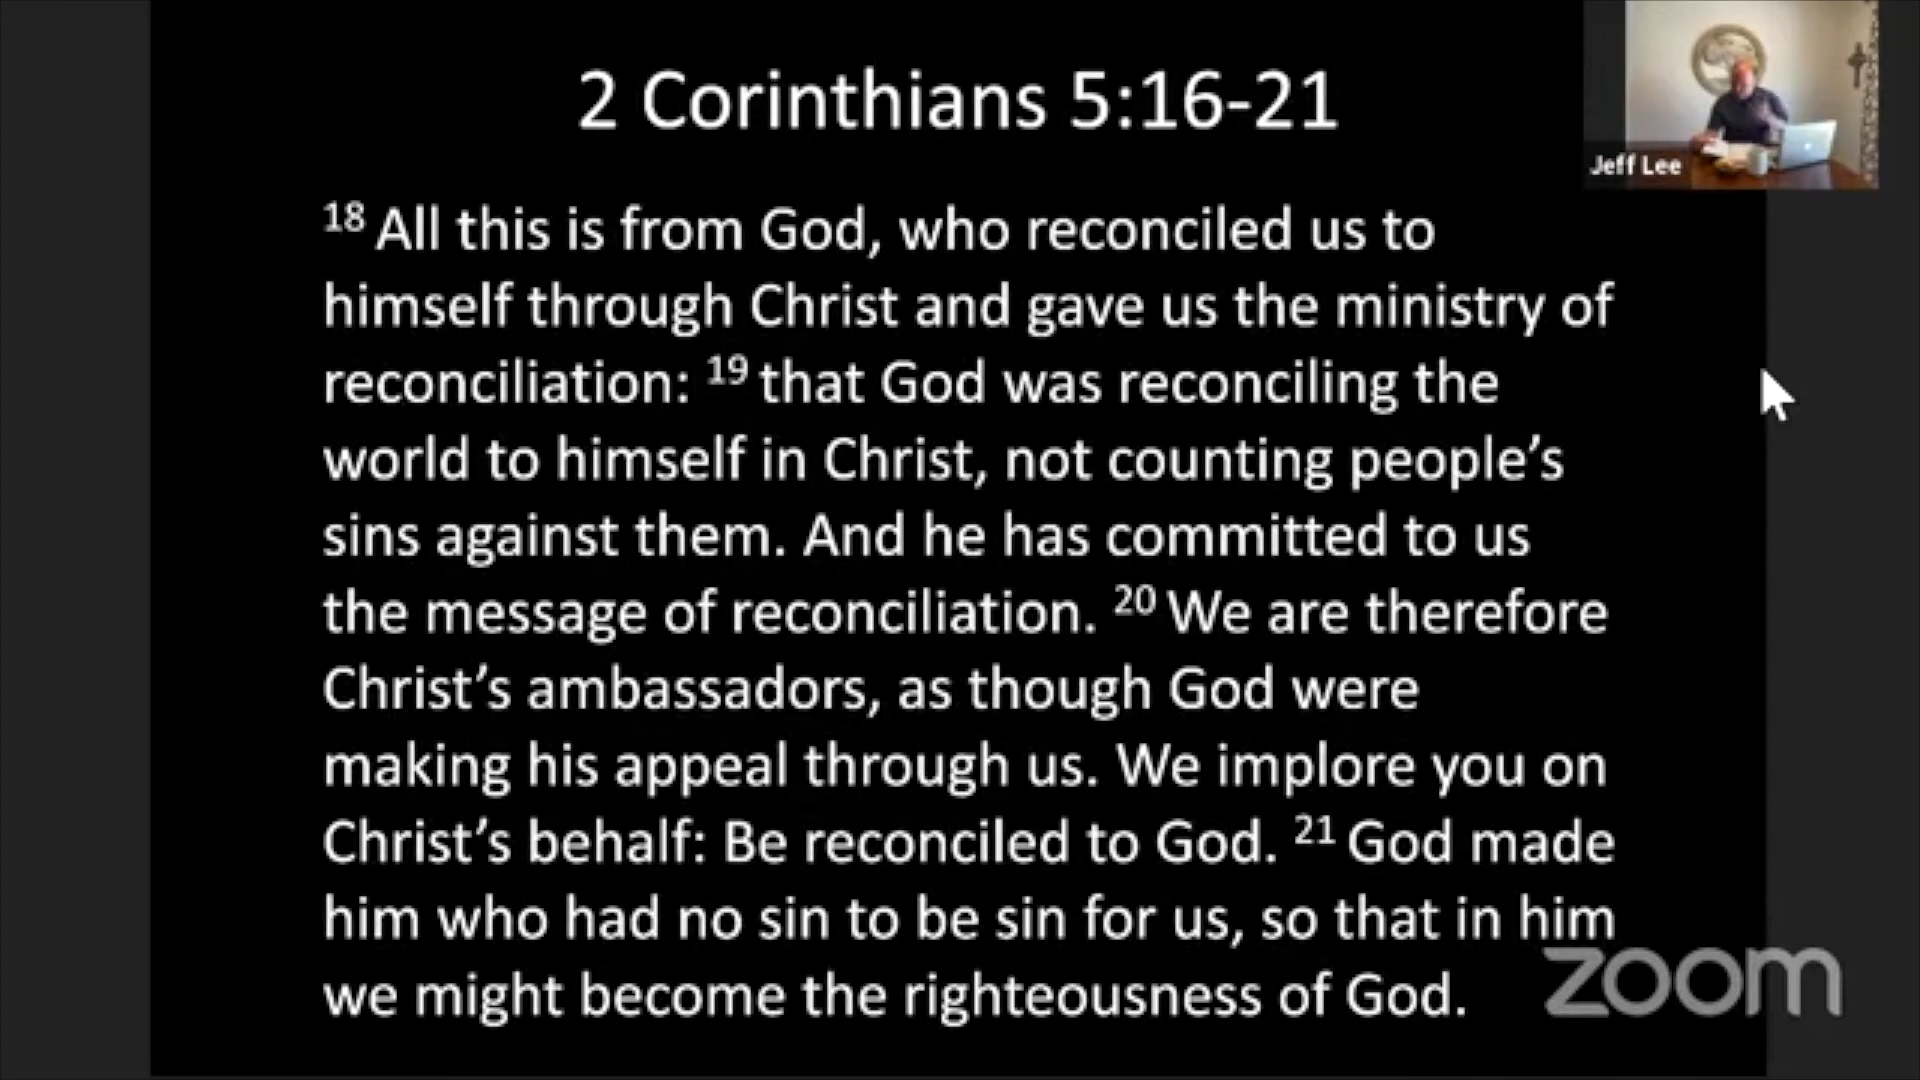 2 Corinthians 5:16-21
Jeff Lee
18 All this is from God, who reconciled us to
himself through Christ and gave us the ministry of
reconciliation: 19 that God was reconciling the
world to himself in Christ, not counting people’s
sins against them. And he has committed to us
the message of reconciliation. 20 We are therefore
Christ’s ambassadors, as though God were
making his appeal through us. We implore you on
Christ’s behalf: Be reconciled to God. 21 God made
him who had no sin to be sin for us, so that in him
we might become the righteousness of God.
zoom